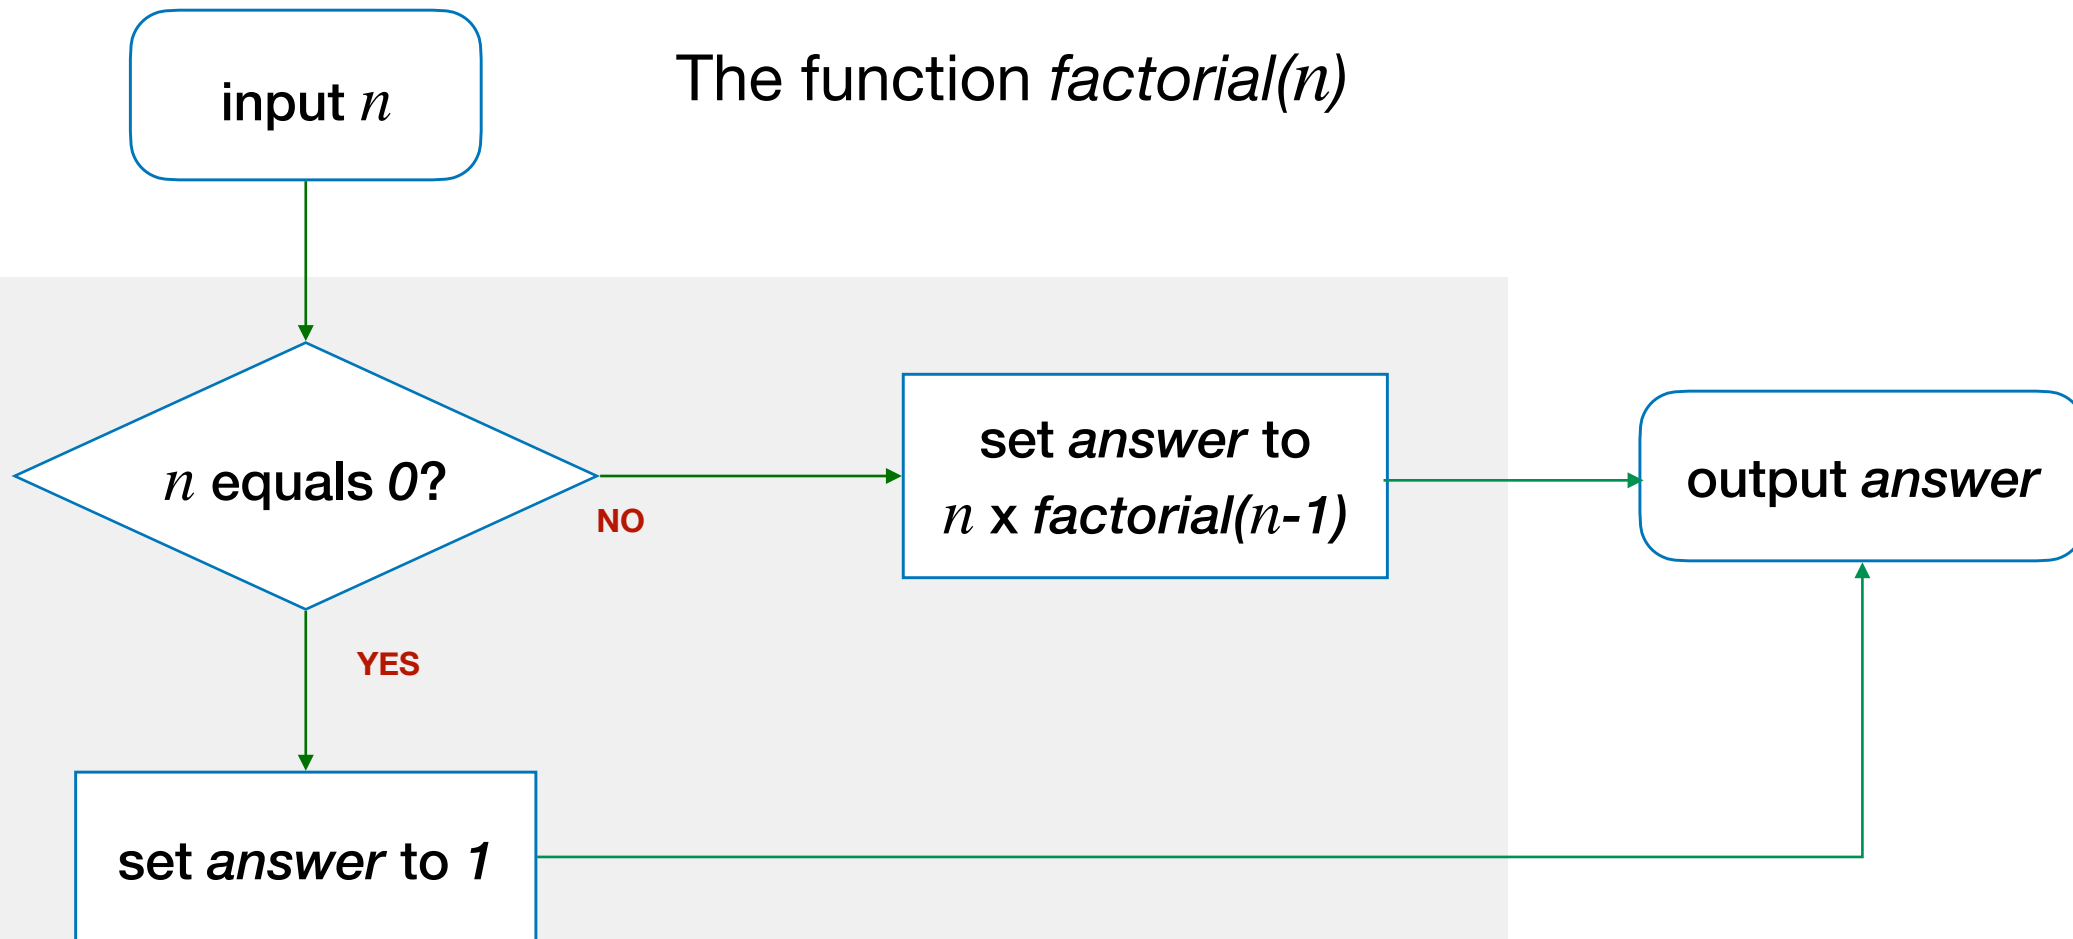 The function factorial(n)
input n
n equals 0?
NO
YES
set answer to
n x factorial(n-1)
output answer
set answer to 1